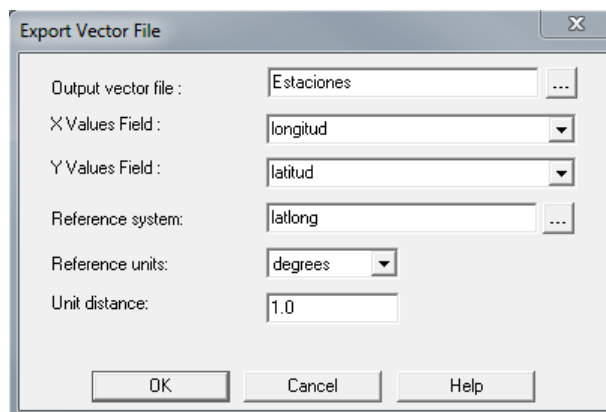 Export Vector File
Output vector file : Estaciones ...
X Values Field : longitud
Y Values Field : latitud
Reference system: latlong ...
Reference units: degrees
Unit distance: 1.0
OK Cancel Help